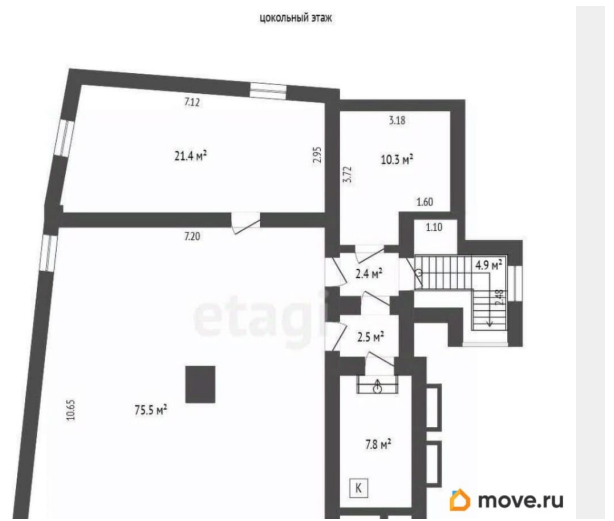 цокольный этаж
7.12
21.4 м²
2.95
3.18
3.72
10.3 м²
1.60
1.10
7.20
2.4 м²
4.9 м²
2.48
etagi
2.5 м²
10.65
75.5 м²
7.8 м²
K
move.ru